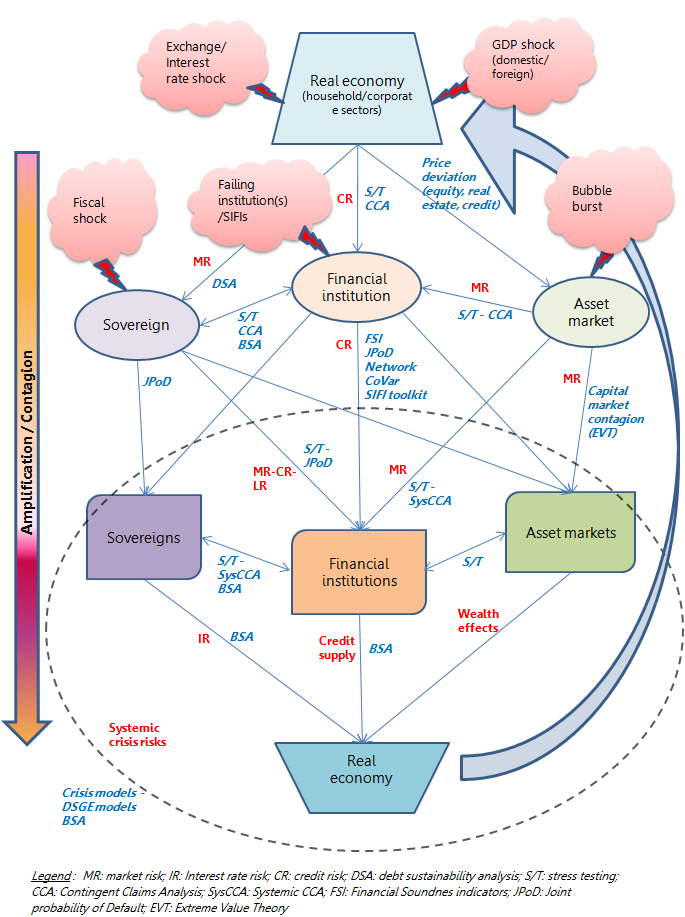 Exchange/
Interest
rate shock
Real economy
(household/corporat
e sectors)
GDP shock
(domestic/
foreign)
Fiscal
shock
Failing
institution(s)
/SIFIs
CR
S/T
CCA
Price
deviation
(equity, real
estate, credit)
Bubble
burst
MR
DSA
Financial
institution
MR
S/T - CCA
Sovereign
S/T
CCA
BSA
Asset
market
CR
FSI
JPoD
Network
CoVar
SIFI toolkit
JPoD
MR
Capital
market
contagion
(EVT)
Amplification / Contagion
S/T -
JPoD
MR-CR-
LR
MR
S/T -
SysCCA
Sovereigns
Financial
institutions
Asset markets
S/T -
SysCCA
BSA
S/T
IR
BSA
Credit
supply
BSA
Wealth
effects
Systemic
crisis risks
Real
economy
Crisis models -
DSGE models
BSA
Legend : MR: market risk; IR: Interest rate risk; CR: credit risk; DSA: debt sustainability analysis; S/T: stress testing;
CCA: Contingent Claims Analysis; SysCCA: Systemic CCA; FSI: Financial Soundnes indicators; JPoD: Joint
probability of Default; EVT: Extreme Value Theory